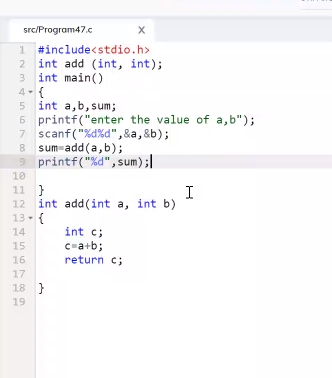 src/Program47.c X
1 #include<stdio.h>
2 int add (int, int);
3 int main()
4 {
5 int a,b,sum;
6 printf("enter the value of a,b");
7 scanf("%d%d",&a,&b);
8 sum=add(a,b);
9 printf("%d",sum);
10
11 }
12 int add(int a, int b)
13 {
14 int c;
15 c=a+b;
16 return c;
17
18 }
19